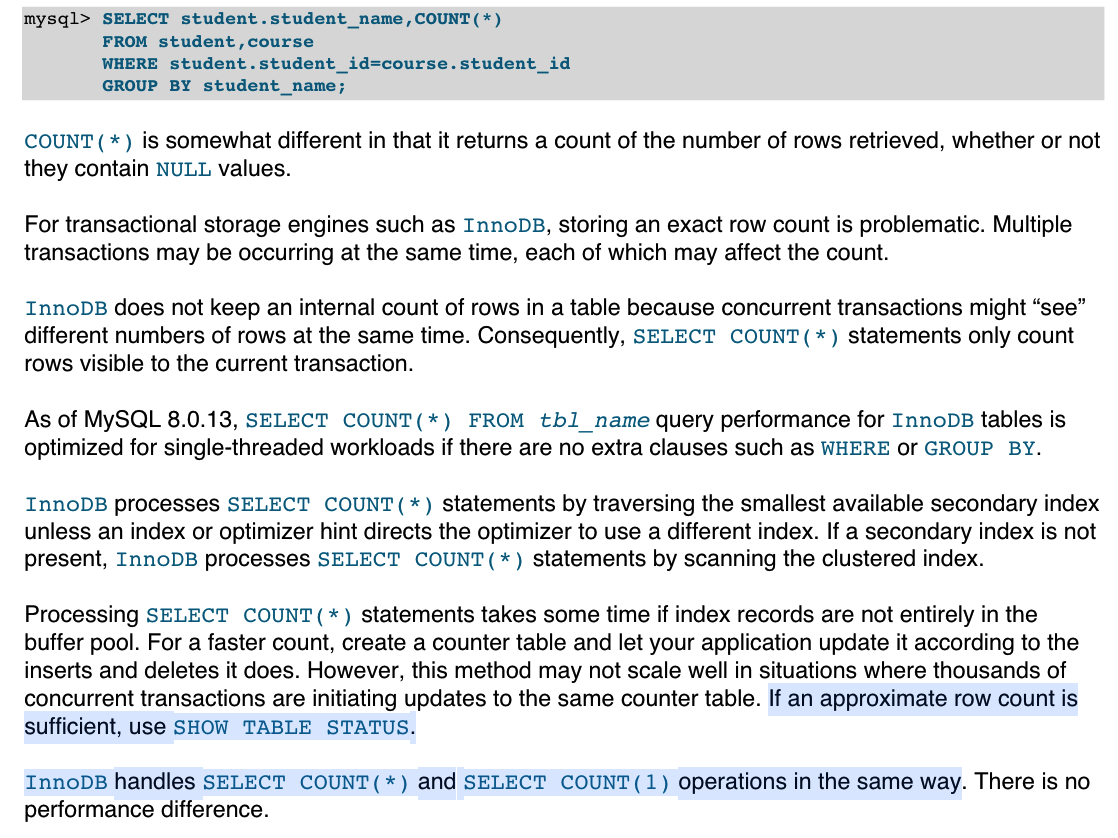 mysql> SELECT student.student_name,COUNT(*)
FROM student,course
WHERE student.student_id=course.student_id
GROUP BY student_name;
COUNT(*) is somewhat different in that it returns a count of the number of rows retrieved, whether or not
they contain NULL values.
For transactional storage engines such as InnoDB, storing an exact row count is problematic. Multiple
transactions may be occurring at the same time, each of which may affect the count.
InnoDB does not keep an internal count of rows in a table because concurrent transactions might “see”
different numbers of rows at the same time. Consequently, SELECT COUNT(*) statements only count
rows visible to the current transaction.
As of MySQL 8.0.13, SELECT COUNT(*) FROM tbl_name query performance for InnoDB tables is
optimized for single-threaded workloads if there are no extra clauses such as WHERE or GROUP BY.
InnoDB processes SELECT COUNT(*) statements by traversing the smallest available secondary index
unless an index or optimizer hint directs the optimizer to use a different index. If a secondary index is not
present, InnoDB processes SELECT COUNT(*) statements by scanning the clustered index.
Processing SELECT COUNT(*) statements takes some time if index records are not entirely in the
buffer pool. For a faster count, create a counter table and let your application update it according to the
inserts and deletes it does. However, this method may not scale well in situations where thousands of
concurrent transactions are initiating updates to the same counter table. If an approximate row count is
sufficient, use SHOW TABLE STATUS.
InnoDB handles SELECT COUNT(*) and SELECT COUNT(1) operations in the same way. There is no
performance difference.